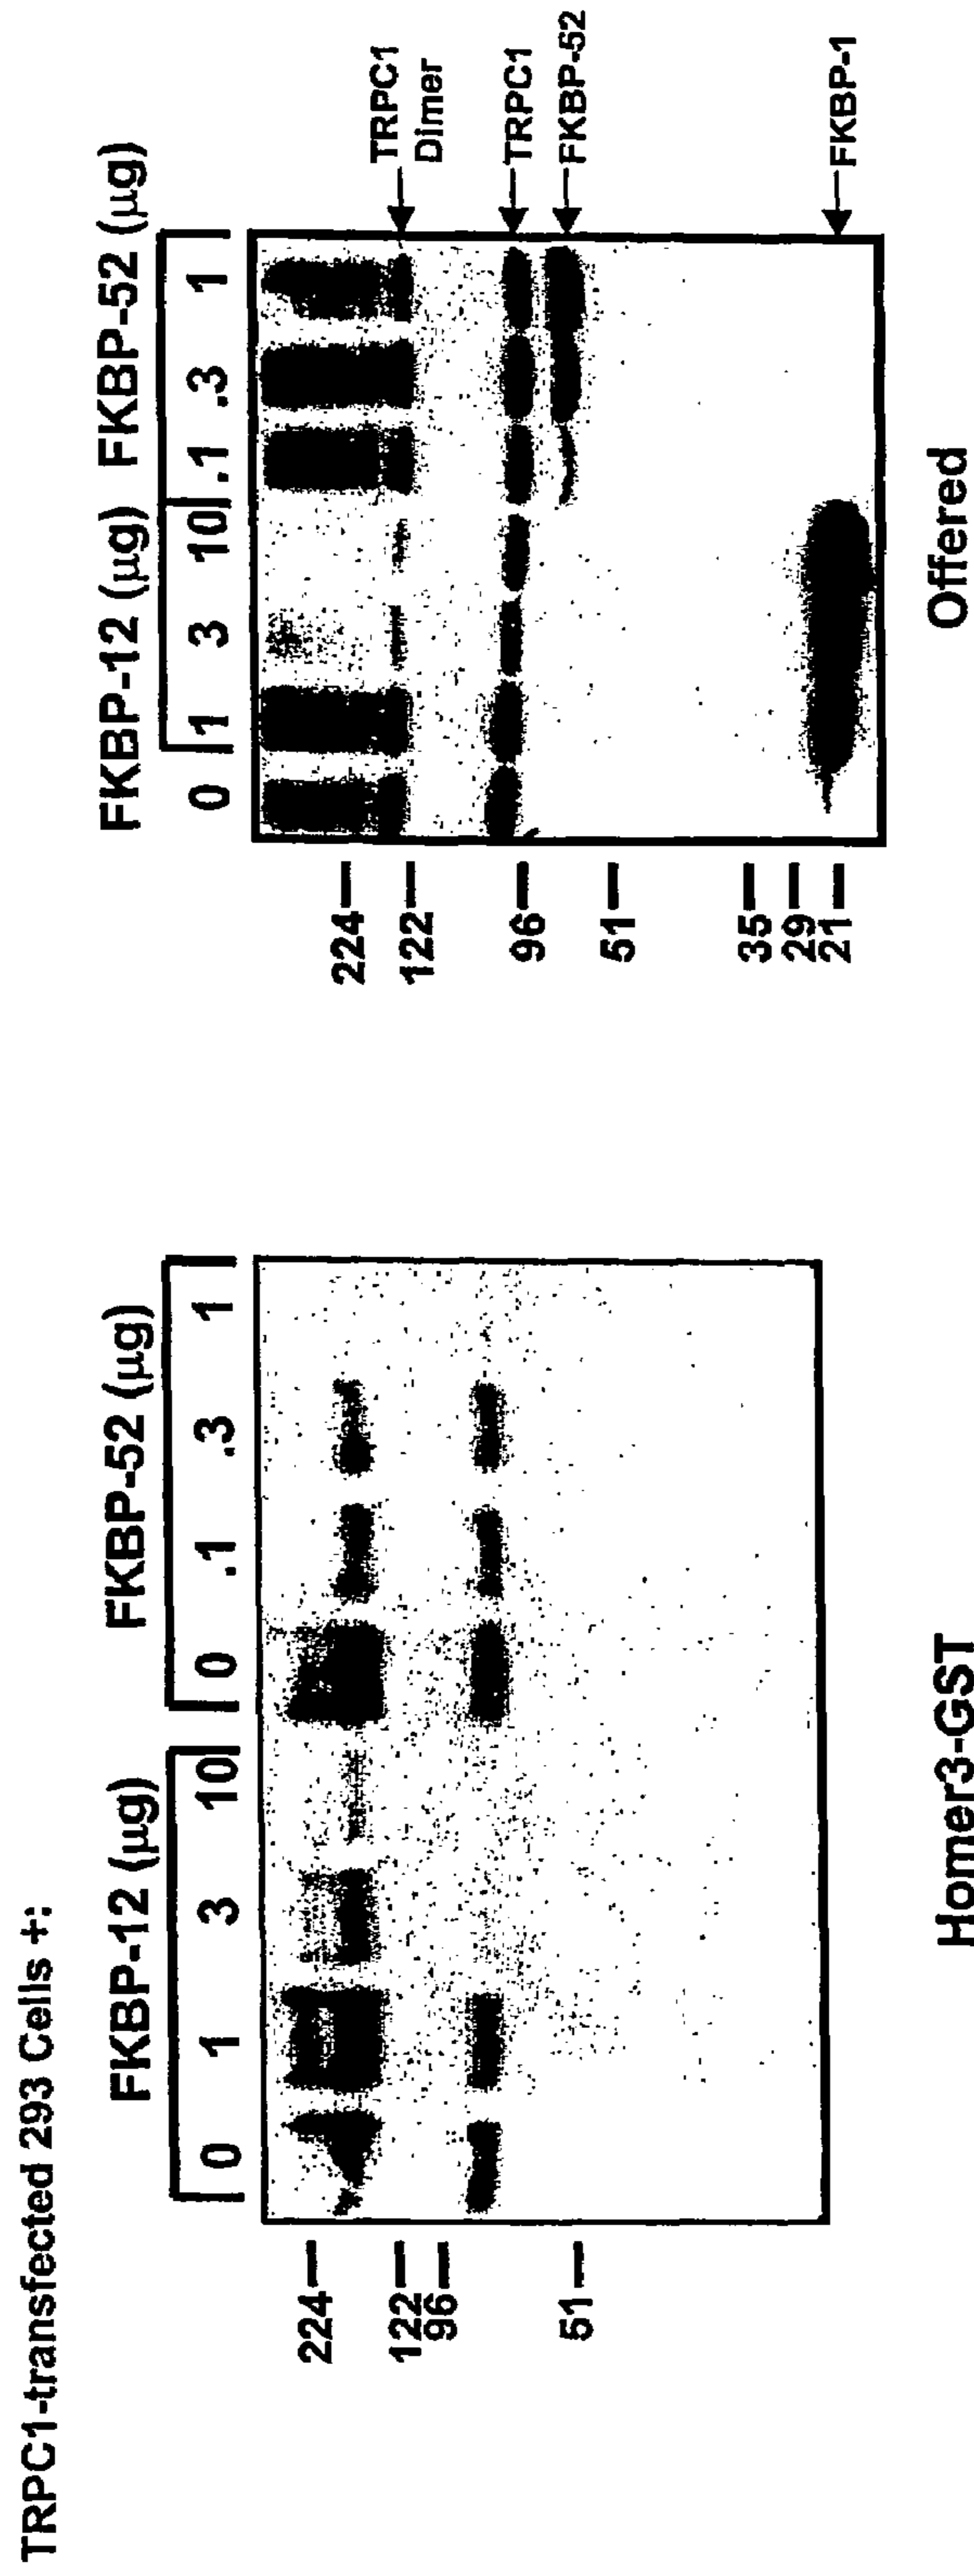 TRPC1-transfected 293 Cells +:
FKBP-12 (µg) FKBP-52 (µg)
0 1 3 10 0 .1 .3 1
224
122
96
51
Homer3-GST
FKBP-12 (µg) FKBP-52 (µg)
0 1 3 10 .1 .3 1
224
122
96
51
35
29
21
TRPC1
Dimer
TRPC1
FKBP-52
FKBP-1
Offered